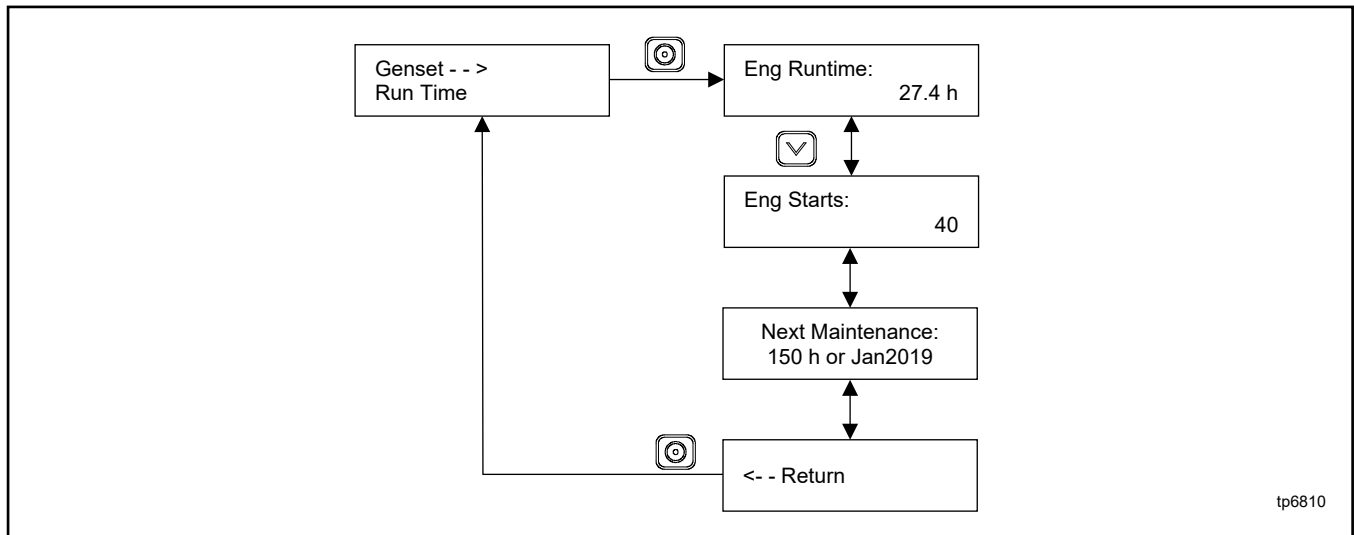 Genset - - >
Run Time
Eng Runtime:
27.4 h
Eng Starts:
40
Next Maintenance:
150 h or Jan2019
<- - Return
tp6810